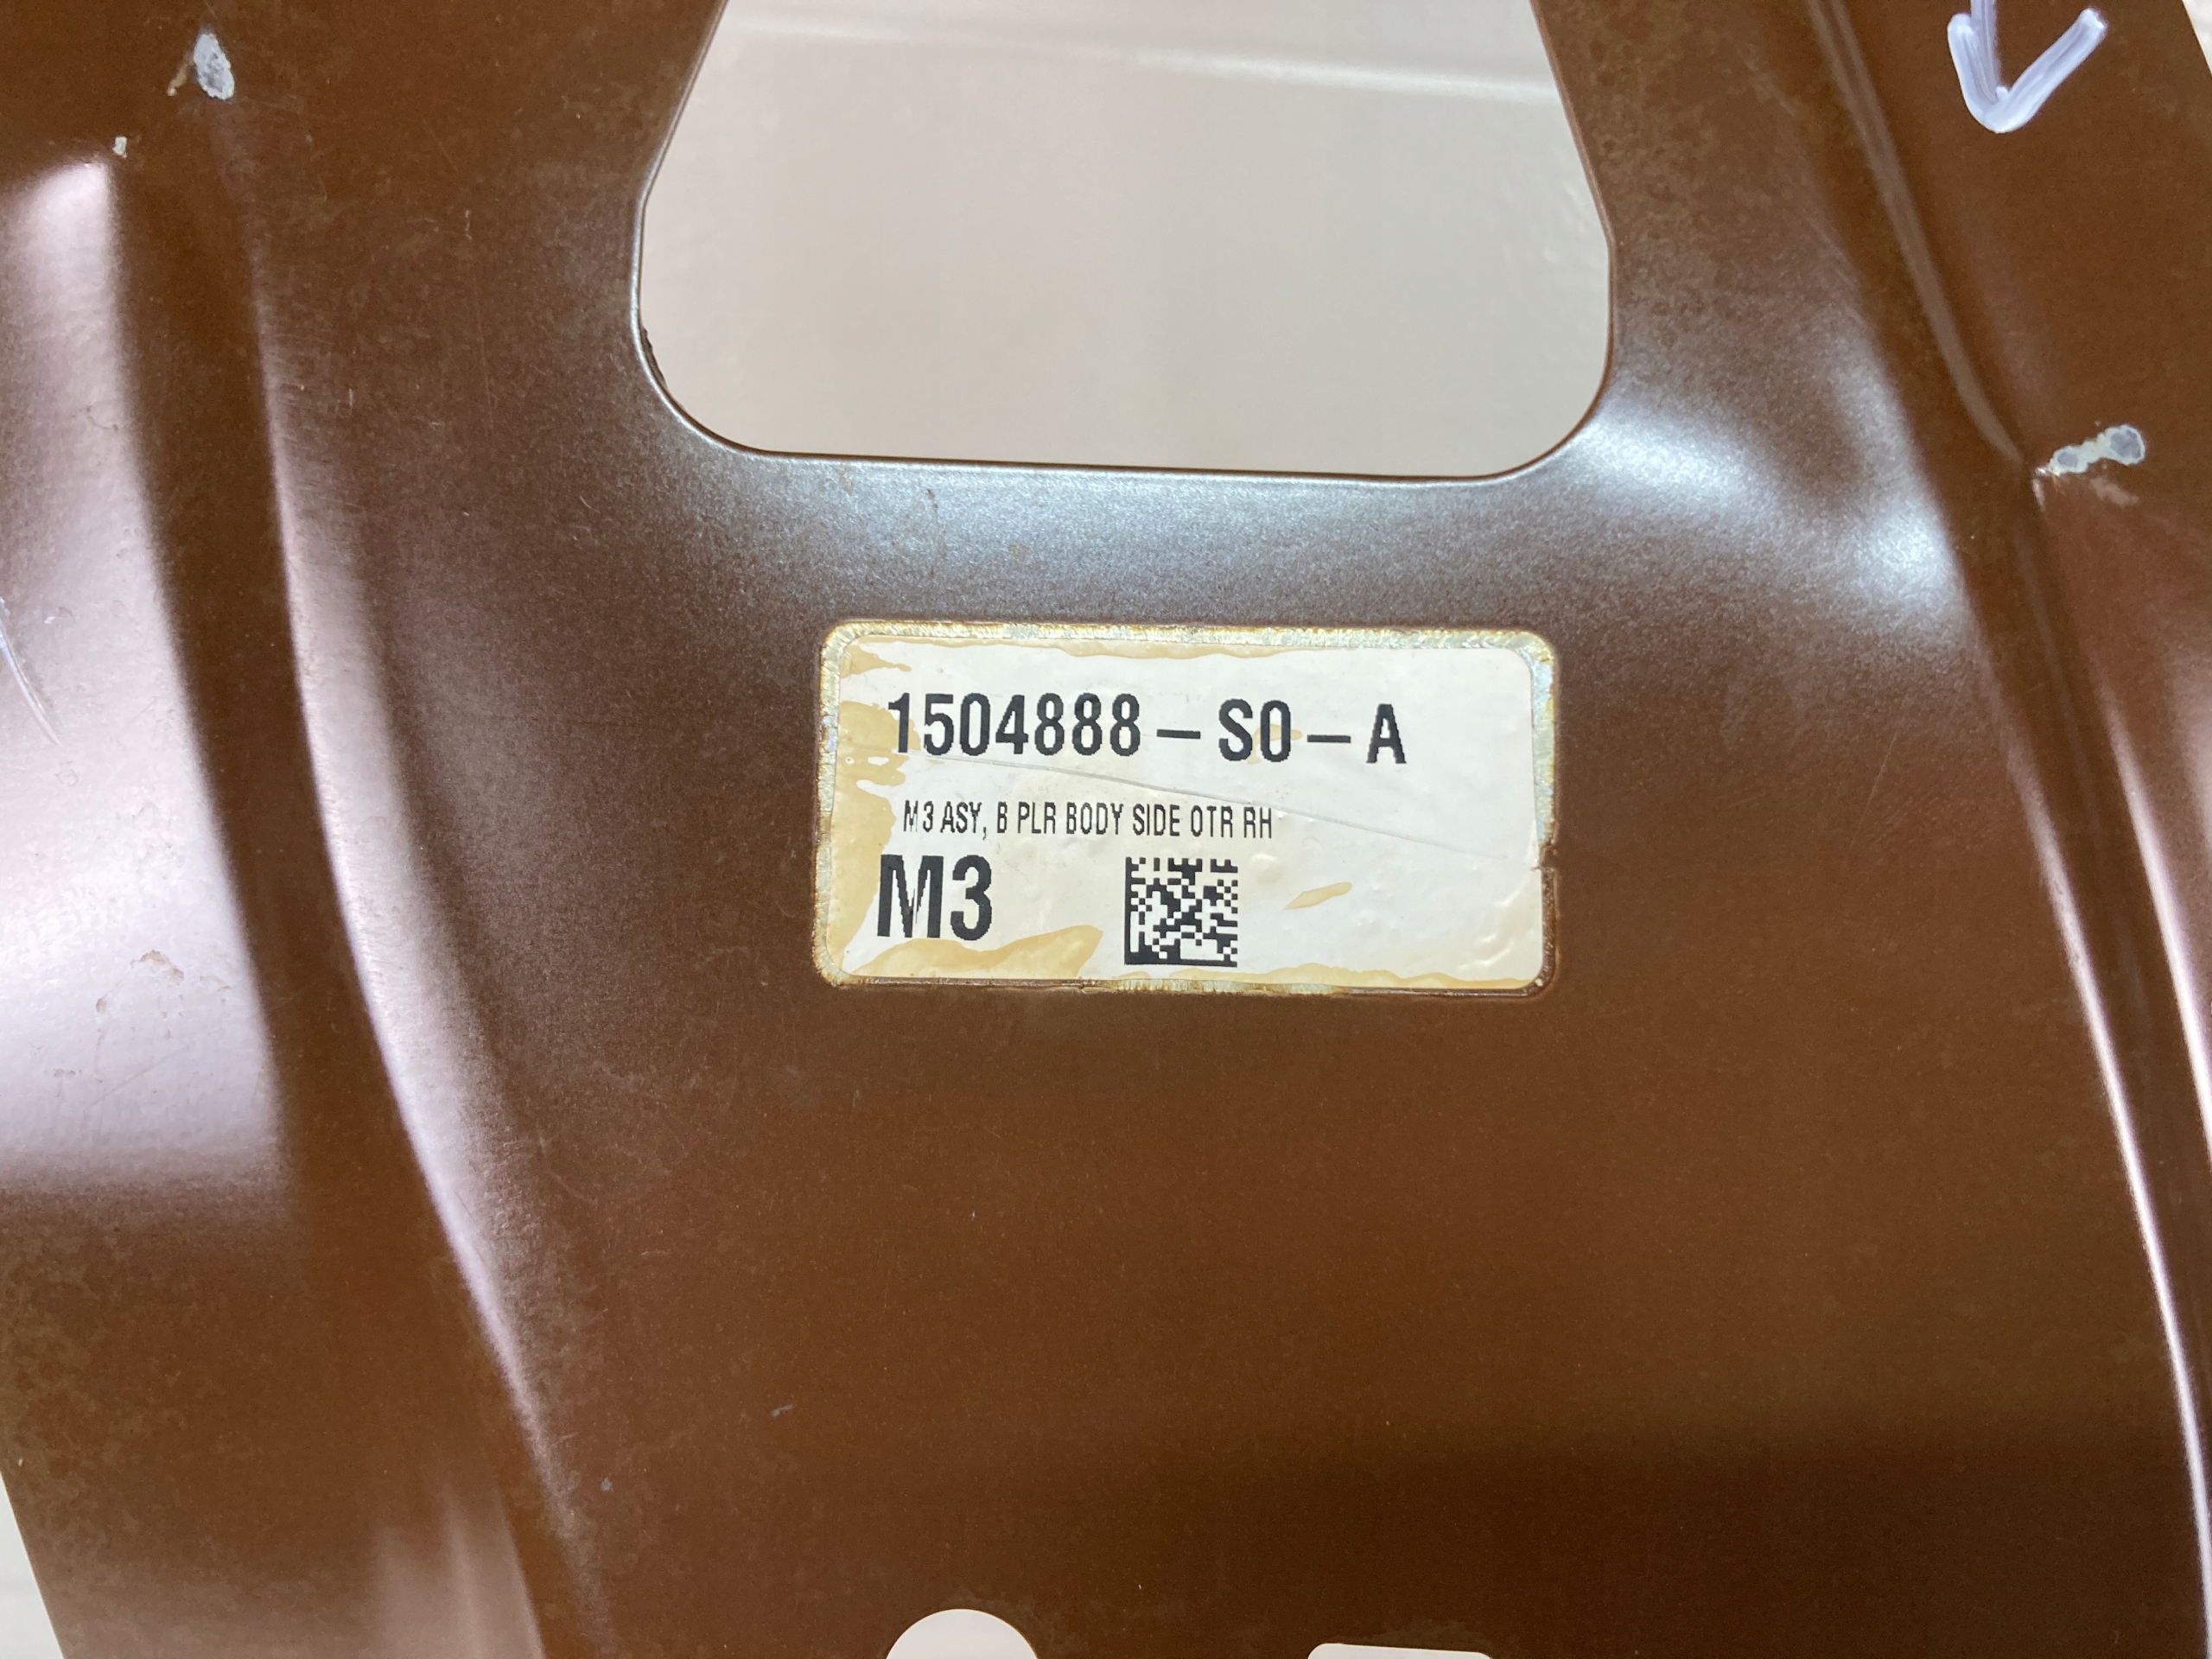 1504888-S0-A
M3 ASY, B PLR BODY SIDE OTR RH
M3